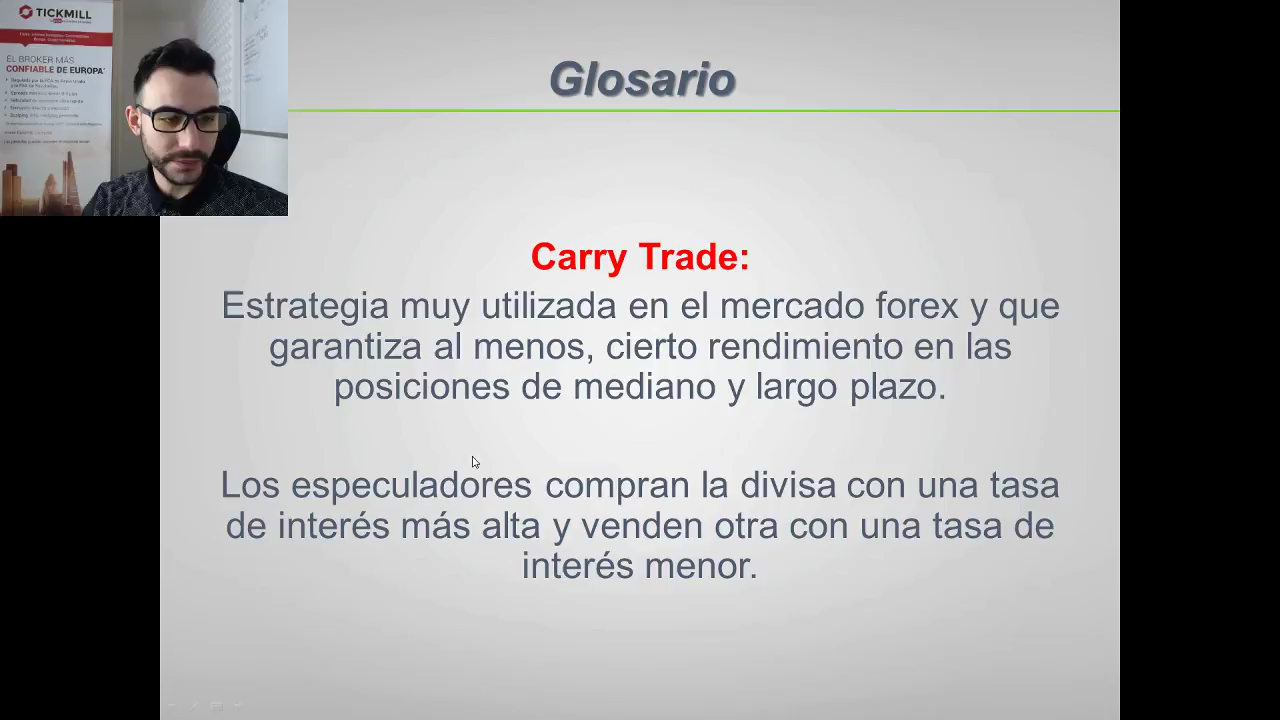 TICKMILL
EL BROKER MÁS
CONFIABLE DE EUROPA*
Glosario
Carry Trade:
Estrategia muy utilizada en el mercado forex y que
garantiza al menos, cierto rendimiento en las
posiciones de mediano y largo plazo.
Los especuladores compran la divisa con una tasa
de interés más alta y venden otra con una tasa de
interés menor.